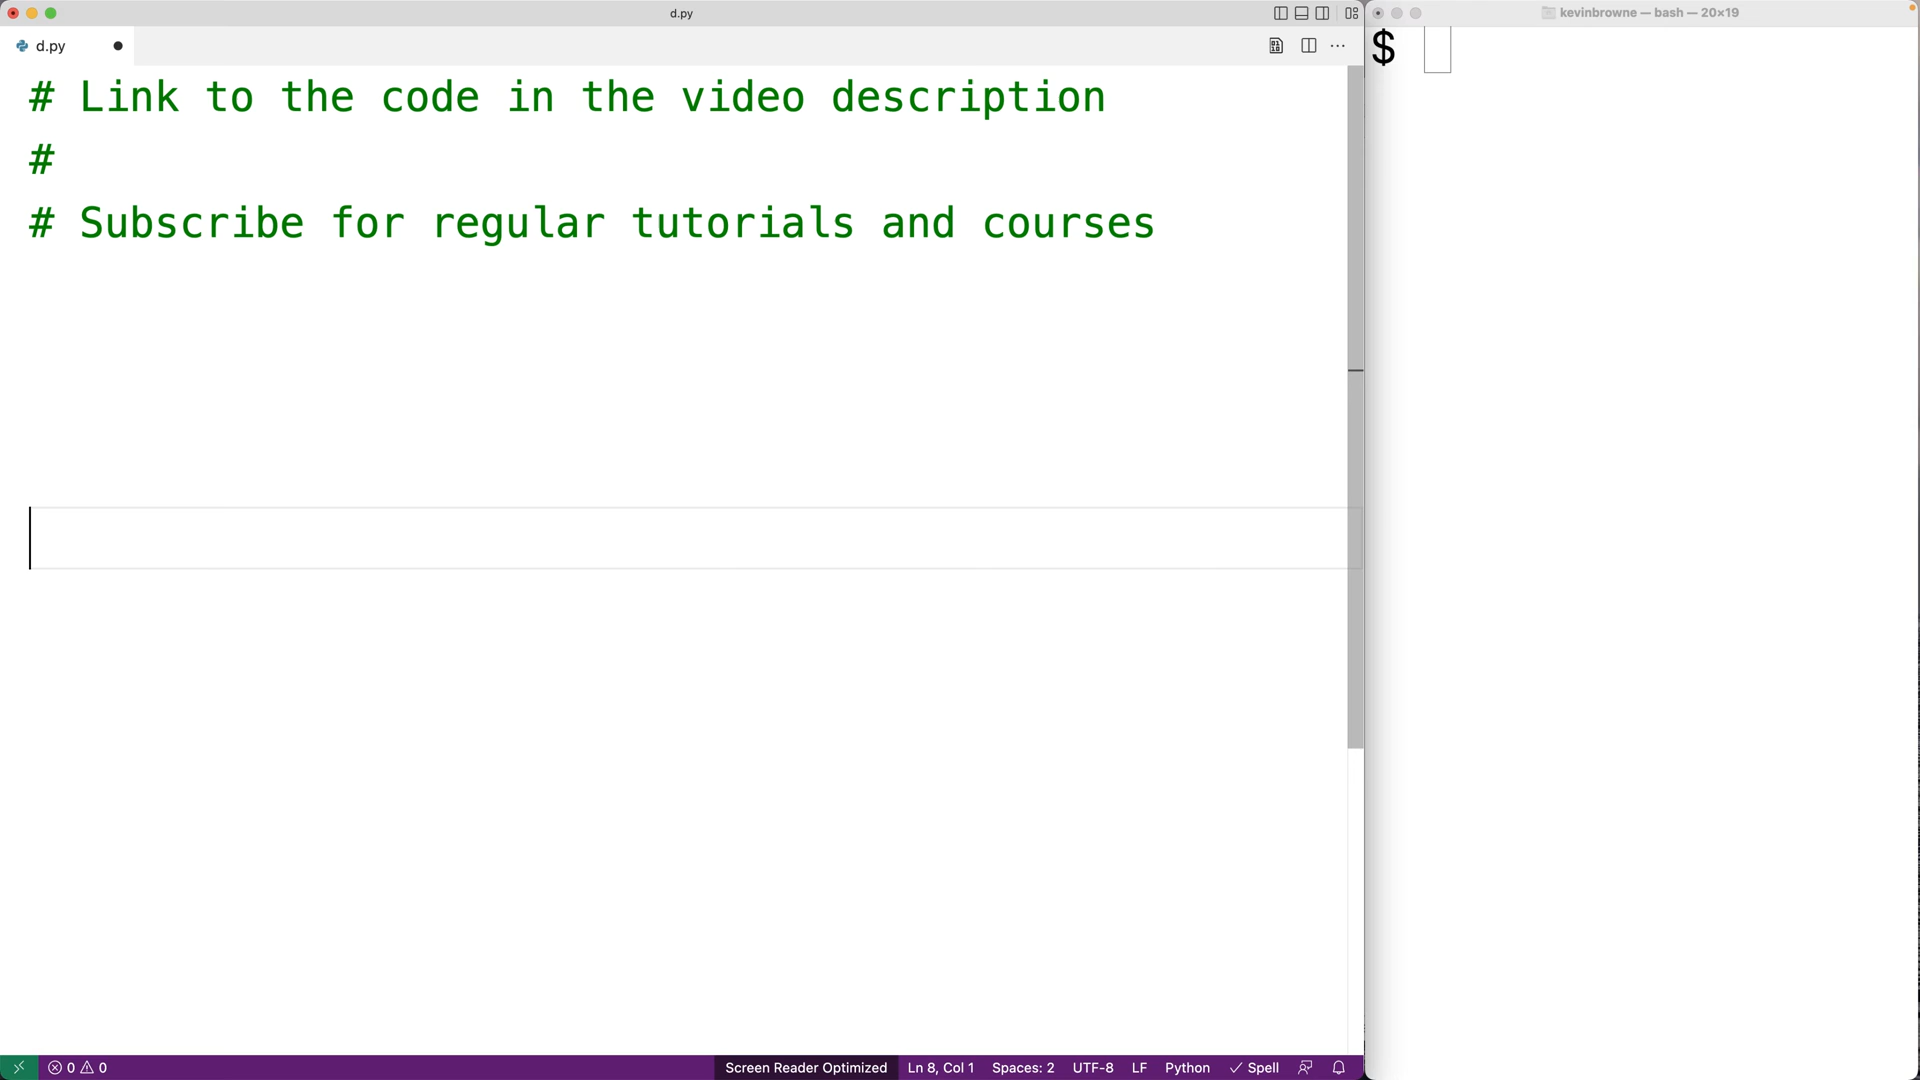 d.py
kevinbrowne — bash — 20×19
d.py
$
# Link to the code in the video description
#
# Subscribe for regular tutorials and courses
0 0
Screen Reader Optimized Ln 8, Col 1 Spaces: 2 UTF-8 LF Python Spell